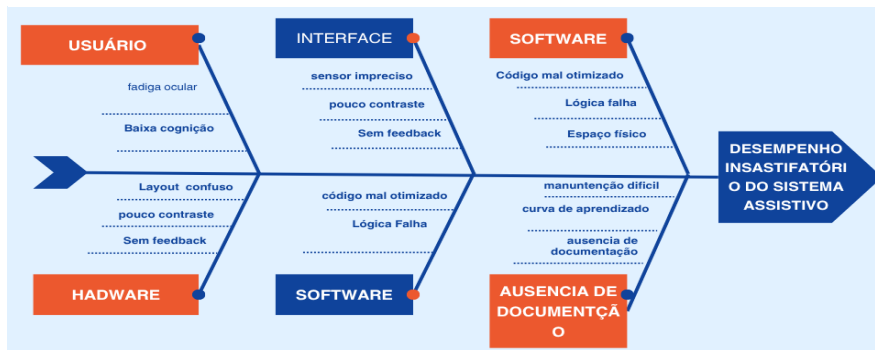 USUÁRIO
INTERFACE
SOFTWARE
fadiga ocular
Baixa cognição
sensor impreciso
pouco contraste
Sem feedback
Código mal otimizado
Lógica falha
Espaço físico
DESEMPENHO
INSASTIFATÓRI
O DO SISTEMA
ASSISTIVO
Layout confuso
pouco contraste
Sem feedback
código mal otimizado
Lógica Falha
manuntenção dificil
curva de aprendizado
ausencia de
documentação
HADWARE
SOFTWARE
AUSENCIA DE
DOCUMENTÇÃ
O